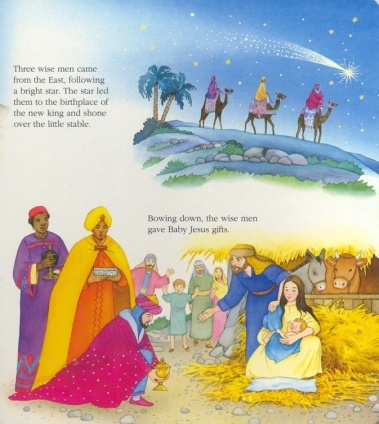 Three wise men came
from the East, following
a bright star. The star led
them to the birthplace of
the new king and shone
over the little stable.
Bowing down, the wise men
gave Baby Jesus gifts.